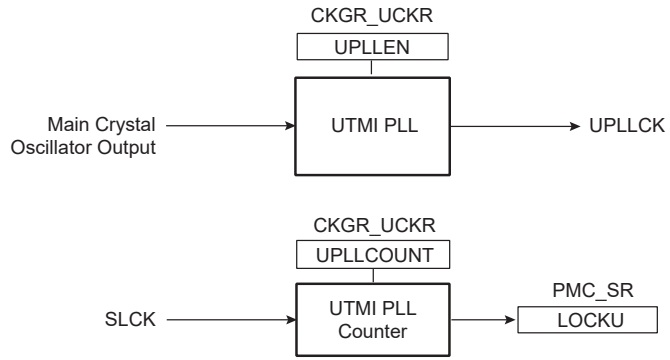 CKGR_UCKR
UPLLEN
Main Crystal
Oscillator Output
UTMI PLL
UPLLCK
CKGR_UCKR
UPLLCOUNT
SLCK
UTMI PLL
Counter
PMC_SR
LOCKU